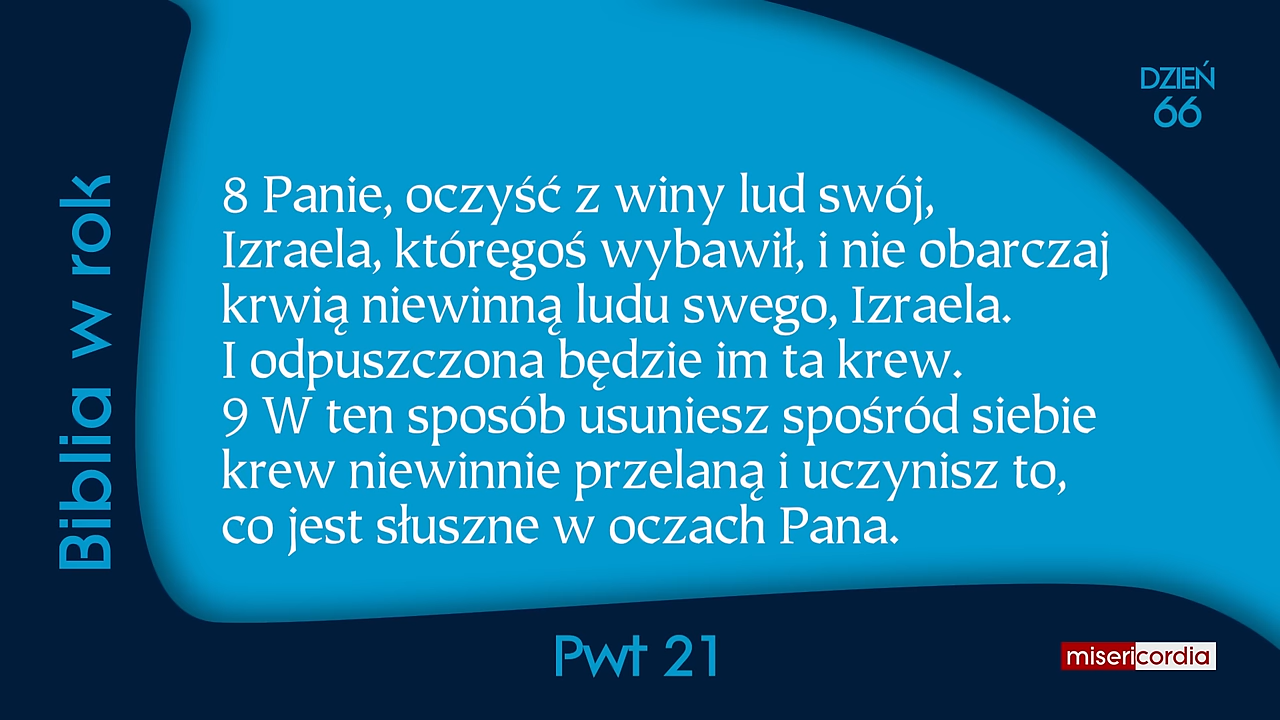 DZIEŃ
66
Biblia w rok
8 Panie, oczyść z winy lud swój,
Izraela, któregoś wybawił, i nie obarczaj
krwią niewinną ludu swego, Izraela.
I odpuszczona będzie im ta krew.
9 W ten sposób usuniesz spośród siebie
krew niewinnie przelaną i uczynisz to,
co jest słuszne w oczach Pana.
Pwt 21
misericordia